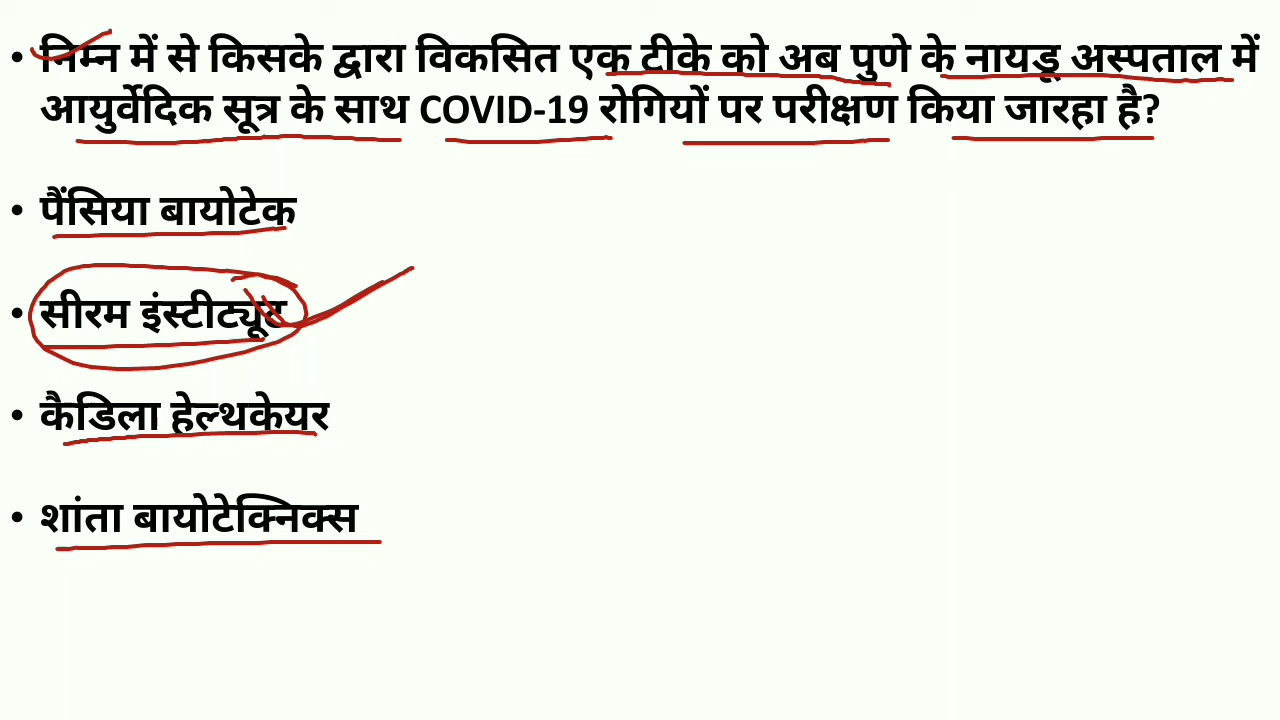 • निम्न में से किसके द्वारा विकसित एक टीके को अब पुणे के नायडू अस्पताल में
आयुर्वेदिक सूत्र के साथ COVID-19 रोगियों पर परीक्षण किया जारहा है?
• पैंसिया बायोटेक
• सीरम इंस्टीट्यूट
• कैडिला हेल्थकेयर
• शांता बायोटेक्निक्स